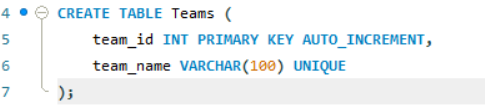 4 CREATE TABLE Teams (
5 team_id INT PRIMARY KEY AUTO_INCREMENT,
6 team_name VARCHAR(100) UNIQUE
7 );